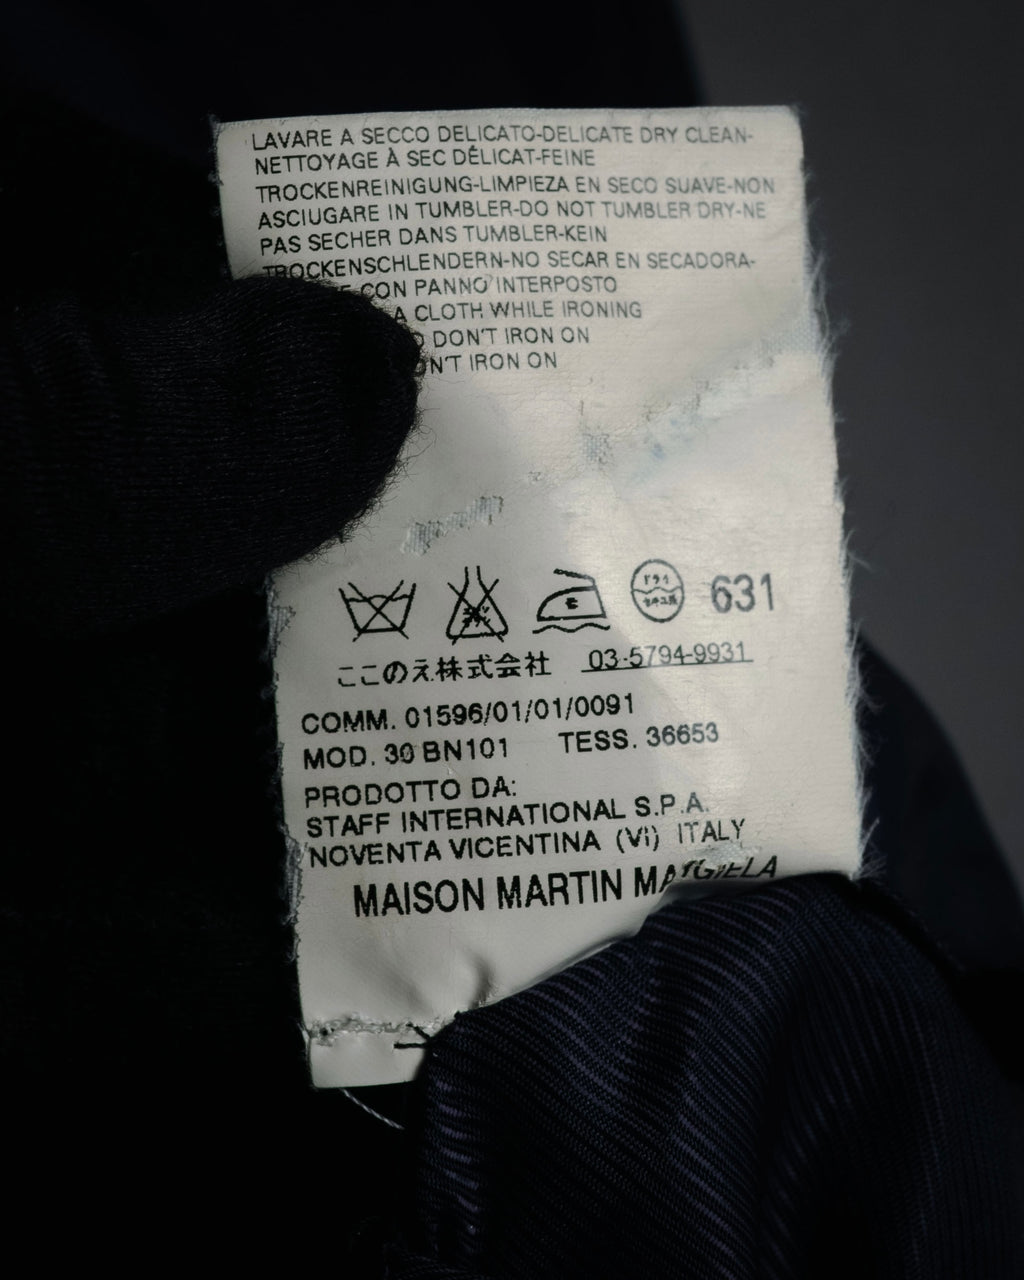 LAVARE A SECCO DELICATO-DELICATE DRY CLEAN-
NETTOYAGE À SEC DÉLICAT-FEINE
TROCKENREINIGUNG-LIMPIEZA EN SECO SUAVE-NON
ASCIUGARE IN TUMBLER-DO NOT TUMBLER DRY-NE
PAS SECHER DANS TUMBLER-KEIN
TROCKENSCHLENDERN-NO SECAR EN SECADORA-
CON PANNO INTERPOSTO
A CLOTH WHILE IRONING
DON'T IRON ON
IRON ON
ドライ
631
ここのえ株式会社 03-5794-9931
COMM. 01596/01/01/0091
MOD. 30 BN101 TESS. 36653
PRODOTTO DA:
STAFF INTERNATIONAL S.P.A.
NOVENTA VICENTINA (VI) ITALY
MAISON MARTIN MARGIELA